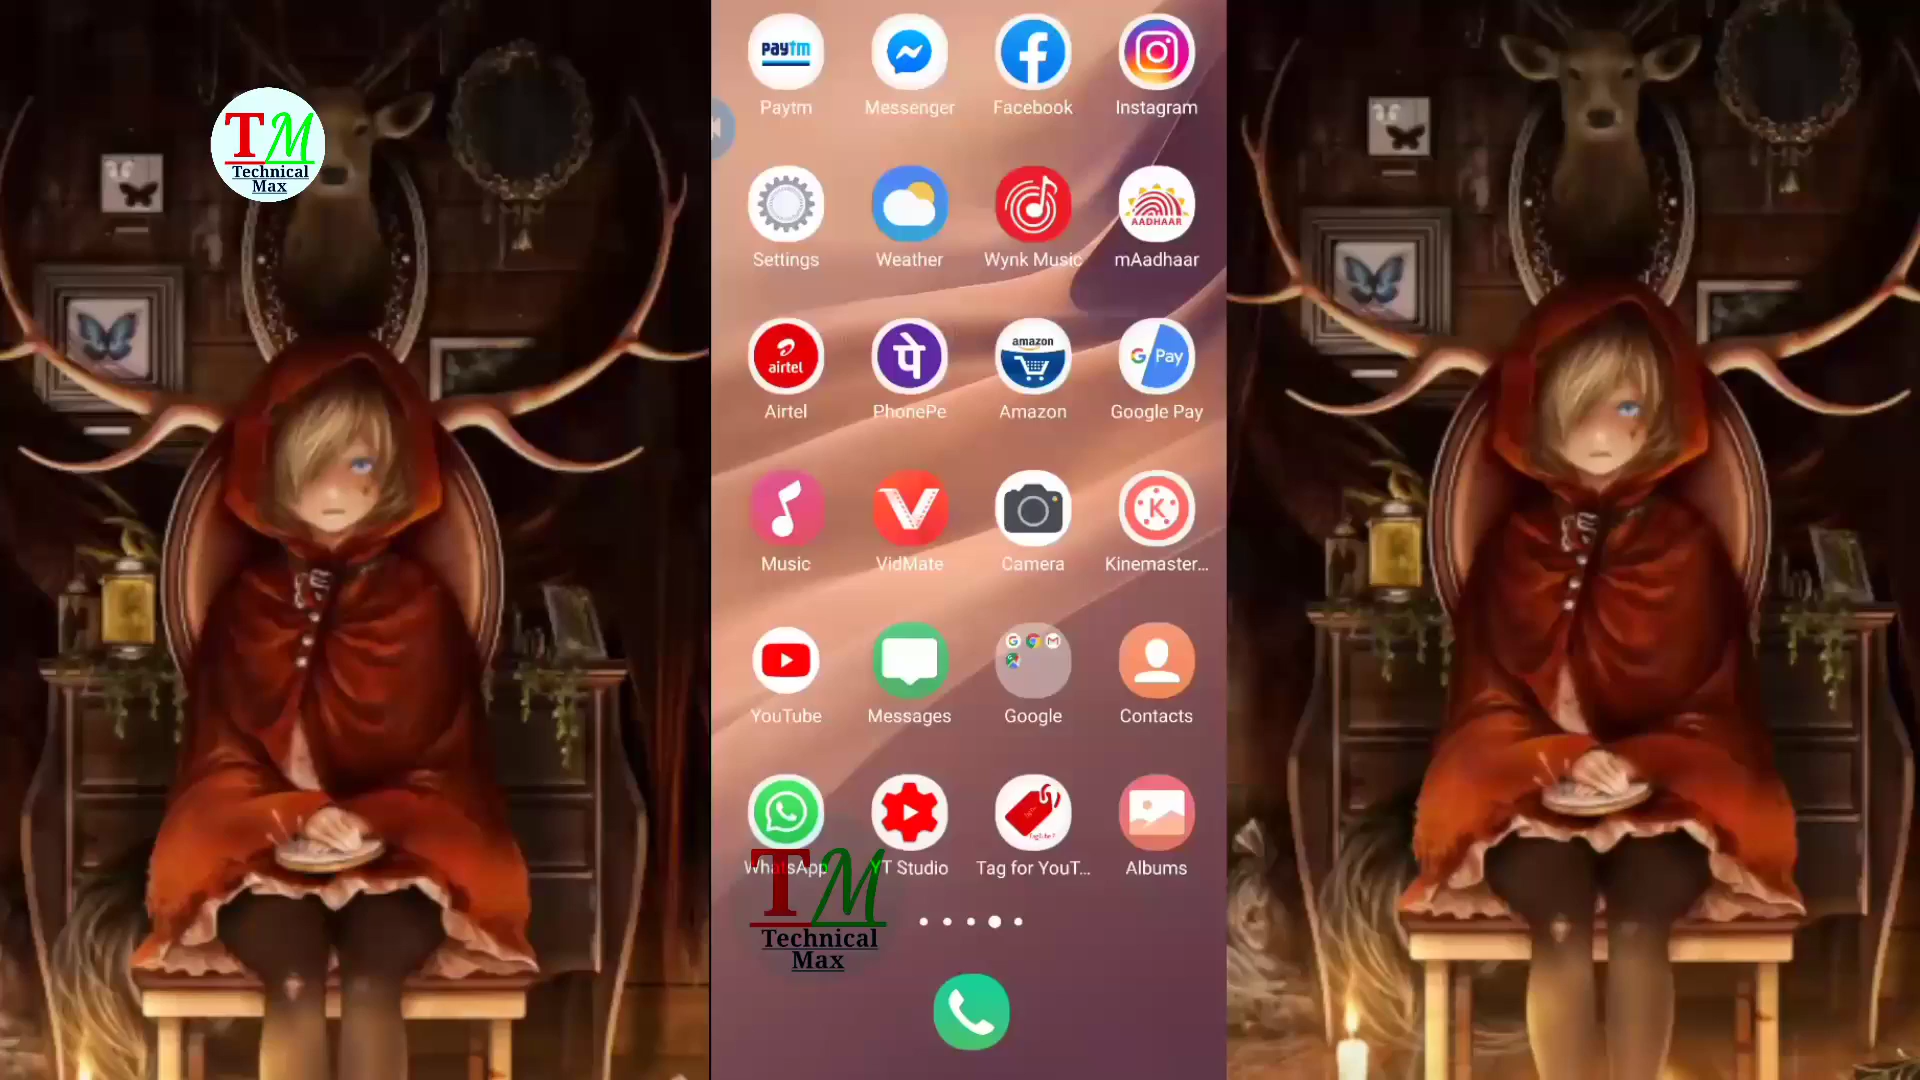 TM
Technical
Max
paytm
Paytm
Messenger
Facebook
Instagram
AADHAAR
Settings
Weather
Wynk Music
mAadhaar
airtel
पे
amazon
G Pay
Airtel
PhonePe
Amazon
Google Pay
K
Music
VidMate
Camera
Kinemaster...
YouTube
Messages
Google
Contacts
WhatsApp
YT Studio
Tag for YouT...
Albums
TM
Technical
Max